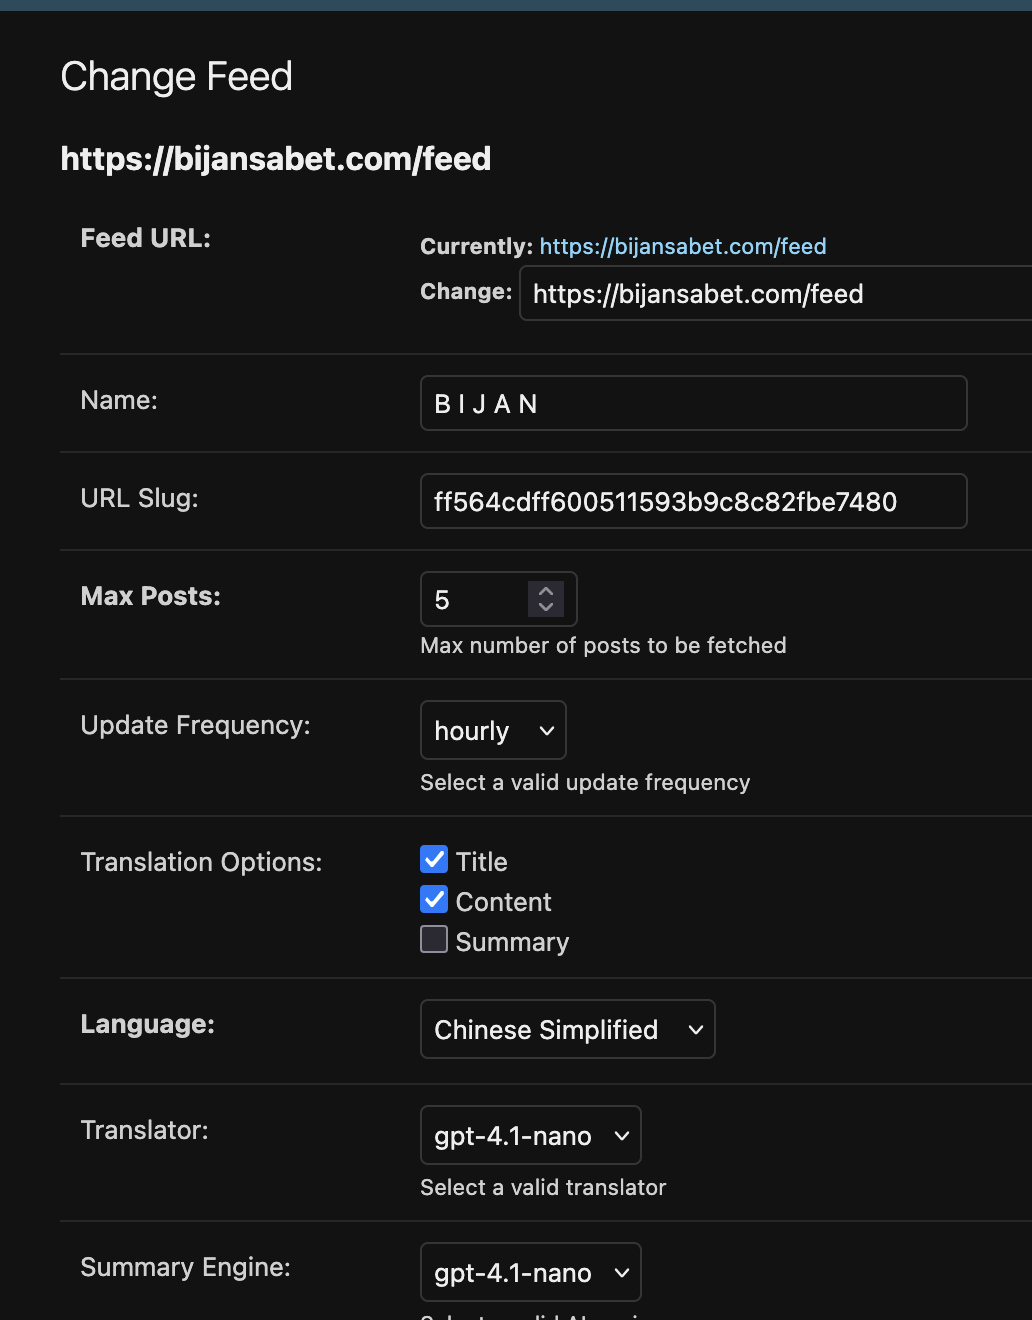 Change Feed
https://bijansabet.com/feed
Feed URL:
Currently: https://bijansabet.com/feed
Change: https://bijansabet.com/feed
Name:
B I J A N
URL Slug:
ff564cdff600511593b9c8c82fbe7480
Max Posts:
5
Max number of posts to be fetched
Update Frequency:
hourly
Select a valid update frequency
Translation Options:
Title
Content
Summary
Language:
Chinese Simplified
Translator:
gpt-4.1-nano
Select a valid translator
Summary Engine:
gpt-4.1-nano